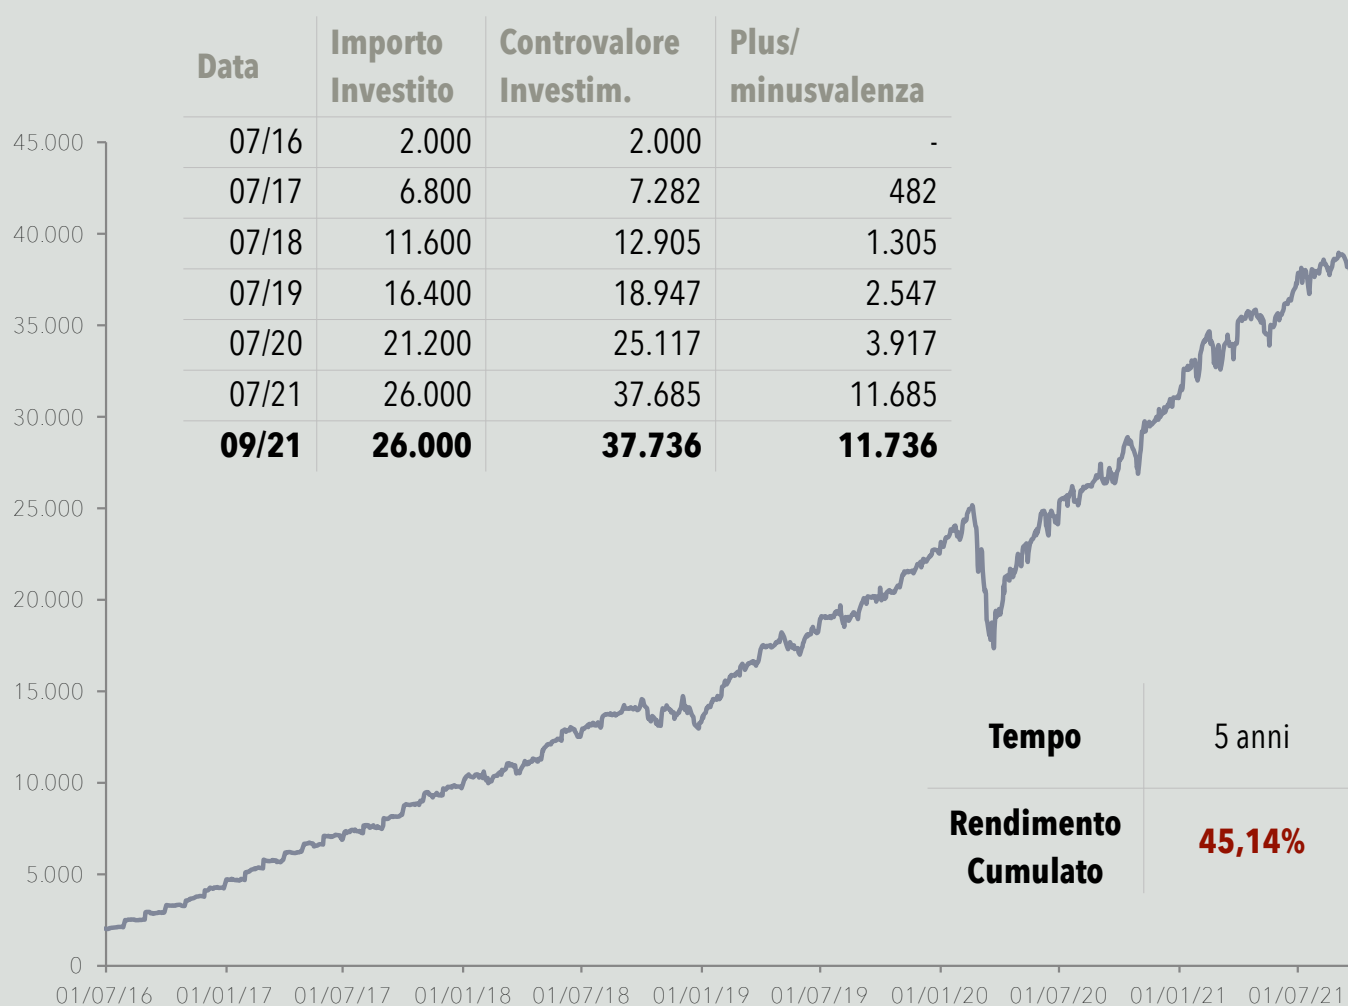 Data Importo Investito Controvalore Investim. Plus/ minusvalenza
07/16 2.000 2.000 -
07/17 6.800 7.282 482
07/18 11.600 12.905 1.305
07/19 16.400 18.947 2.547
07/20 21.200 25.117 3.917
07/21 26.000 37.685 11.685
09/21 26.000 37.736 11.736
45.000
40.000
35.000
30.000
25.000
20.000
15.000
10.000
5.000
0
Tempo 5 anni
Rendimento Cumulato 45,14%
01/07/16 01/01/17 01/07/17 01/01/18 01/07/18 01/01/19 01/07/19 01/01/20 01/07/20 01/01/21 01/07/21